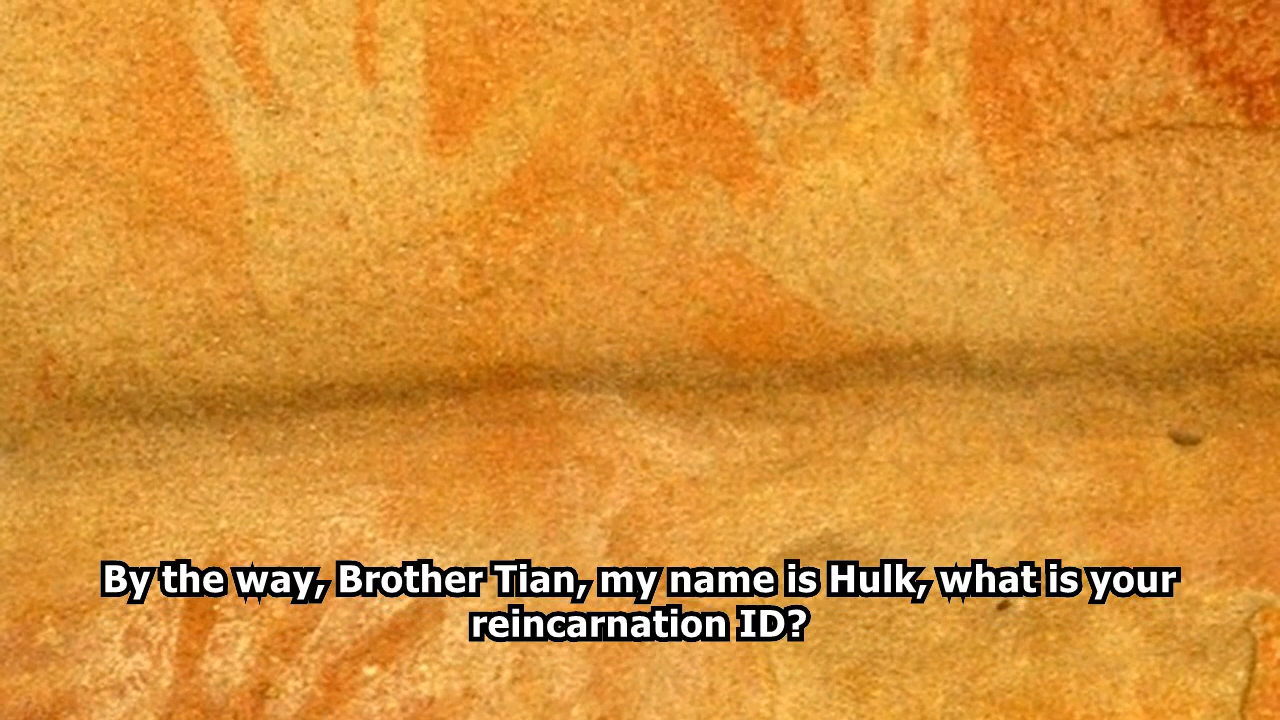 By the way, Brother Tian, my name is Hulk, what is your
reincarnation ID?